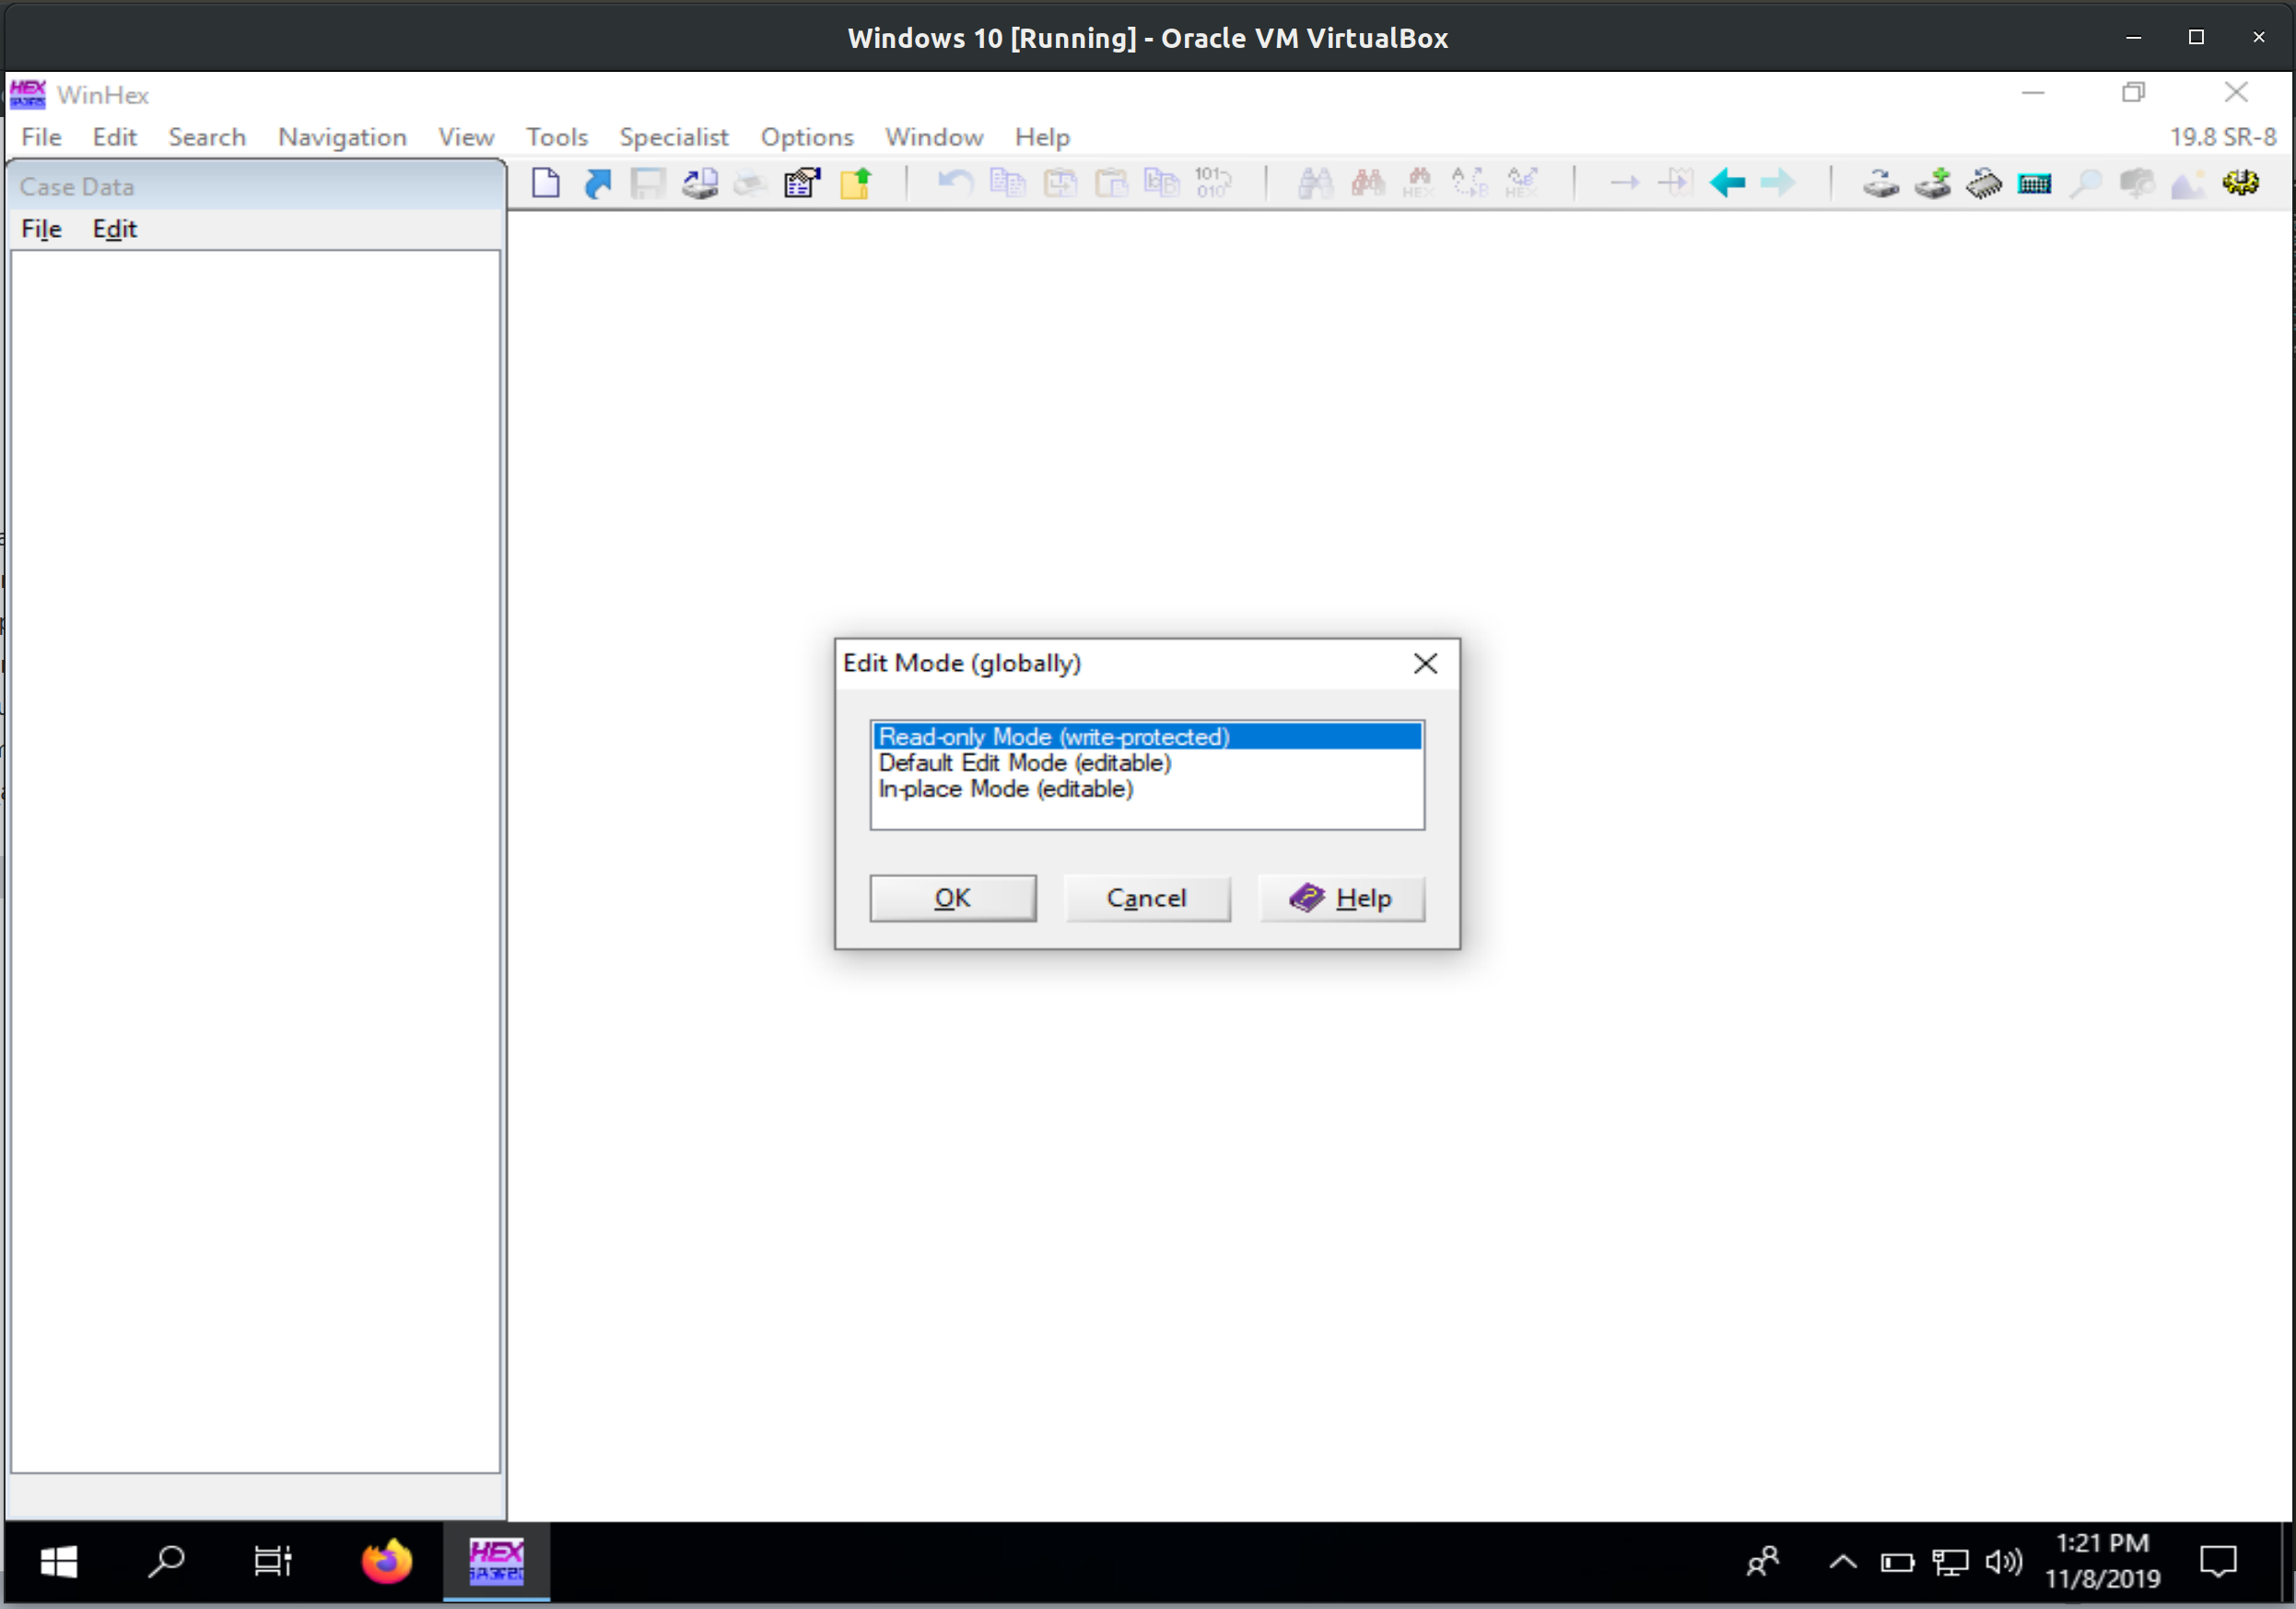 Windows 10 [Running] - Oracle VM VirtualBox
WinHex
File Edit Search Navigation View Tools Specialist Options Window Help 19.8 SR-8
Case Data
File Edit
Edit Mode (globally)
Read-only Mode (write-protected)
Default Edit Mode (editable)
In-place Mode (editable)
OK Cancel Help
HEX
1:21 PM
11/8/2019